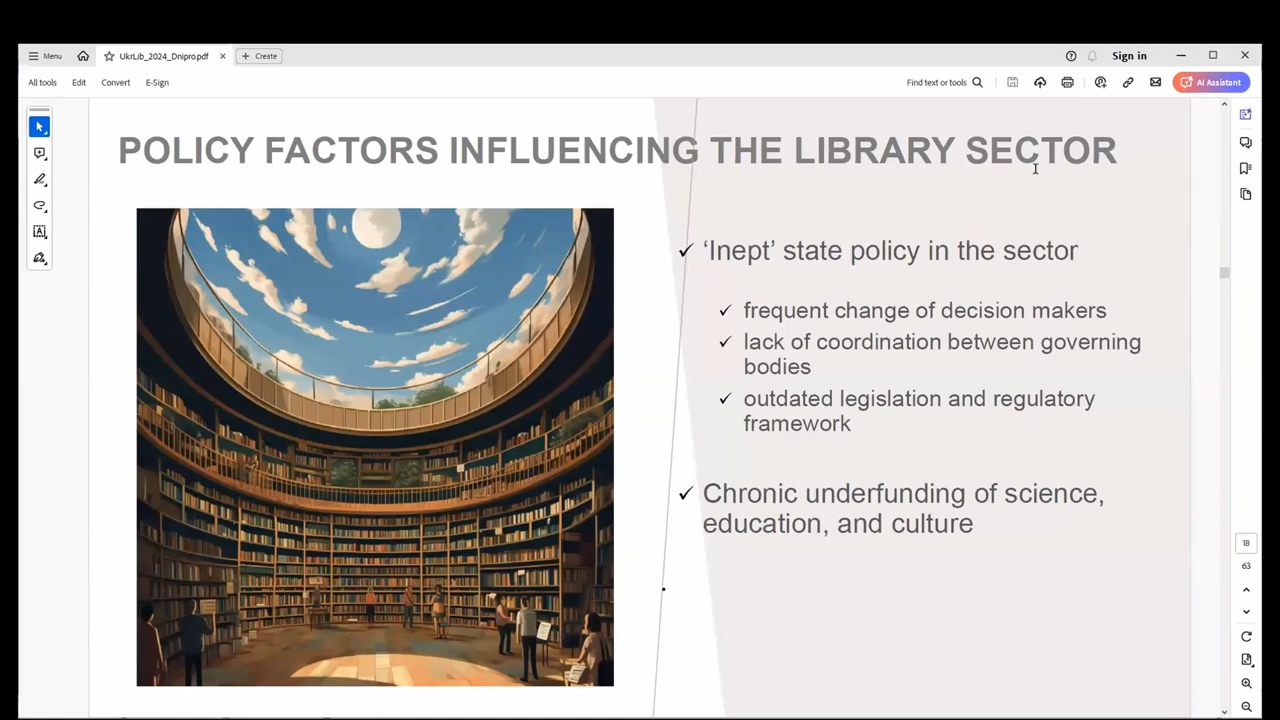 Menu
UkrLib_2024_Dnipro.pdf
Create
Sign in
All tools
Edit
Convert
E-Sign
Find text or tools
AI Assistant
POLICY FACTORS INFLUENCING THE LIBRARY SECTOR
✓ ‘Inept’ state policy in the sector
✓ frequent change of decision makers
✓ lack of coordination between governing
bodies
✓ outdated legislation and regulatory
framework
✓ Chronic underfunding of science,
education, and culture
18
63